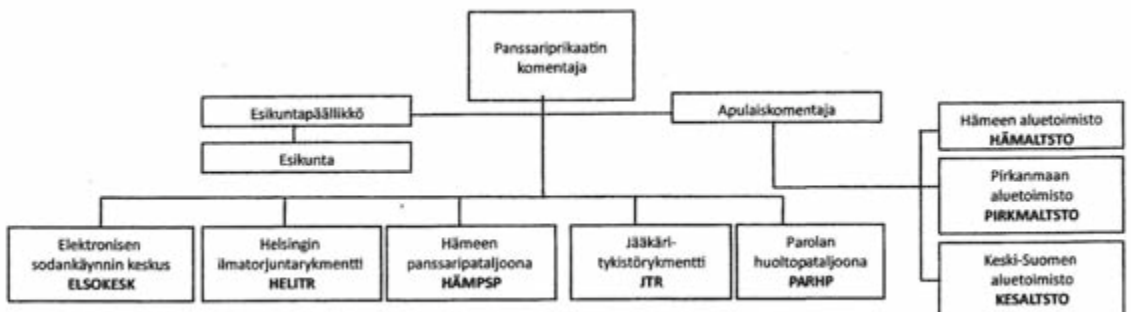 Panssariprikaatin
komentaja
Esikuntapäällikkö
Apulaiskomentaja
Esikunta
Hämeen aluetoimisto
HÄMALTSTO
Pirkanmaan
aluetoimisto
PIRKMALTSTO
Keski-Suomen
aluetoimisto
KESALTSTO
Elektronisen
sodankäynnin keskus
ELSOKESK
Helsingin
ilmatorjuntarykmentti
HELITR
Hämeen
panssaripataljoona
HÄMPSP
Jääkäri-
tykistörykmentti
JTR
Parolan
huoltopataljoona
PARHP